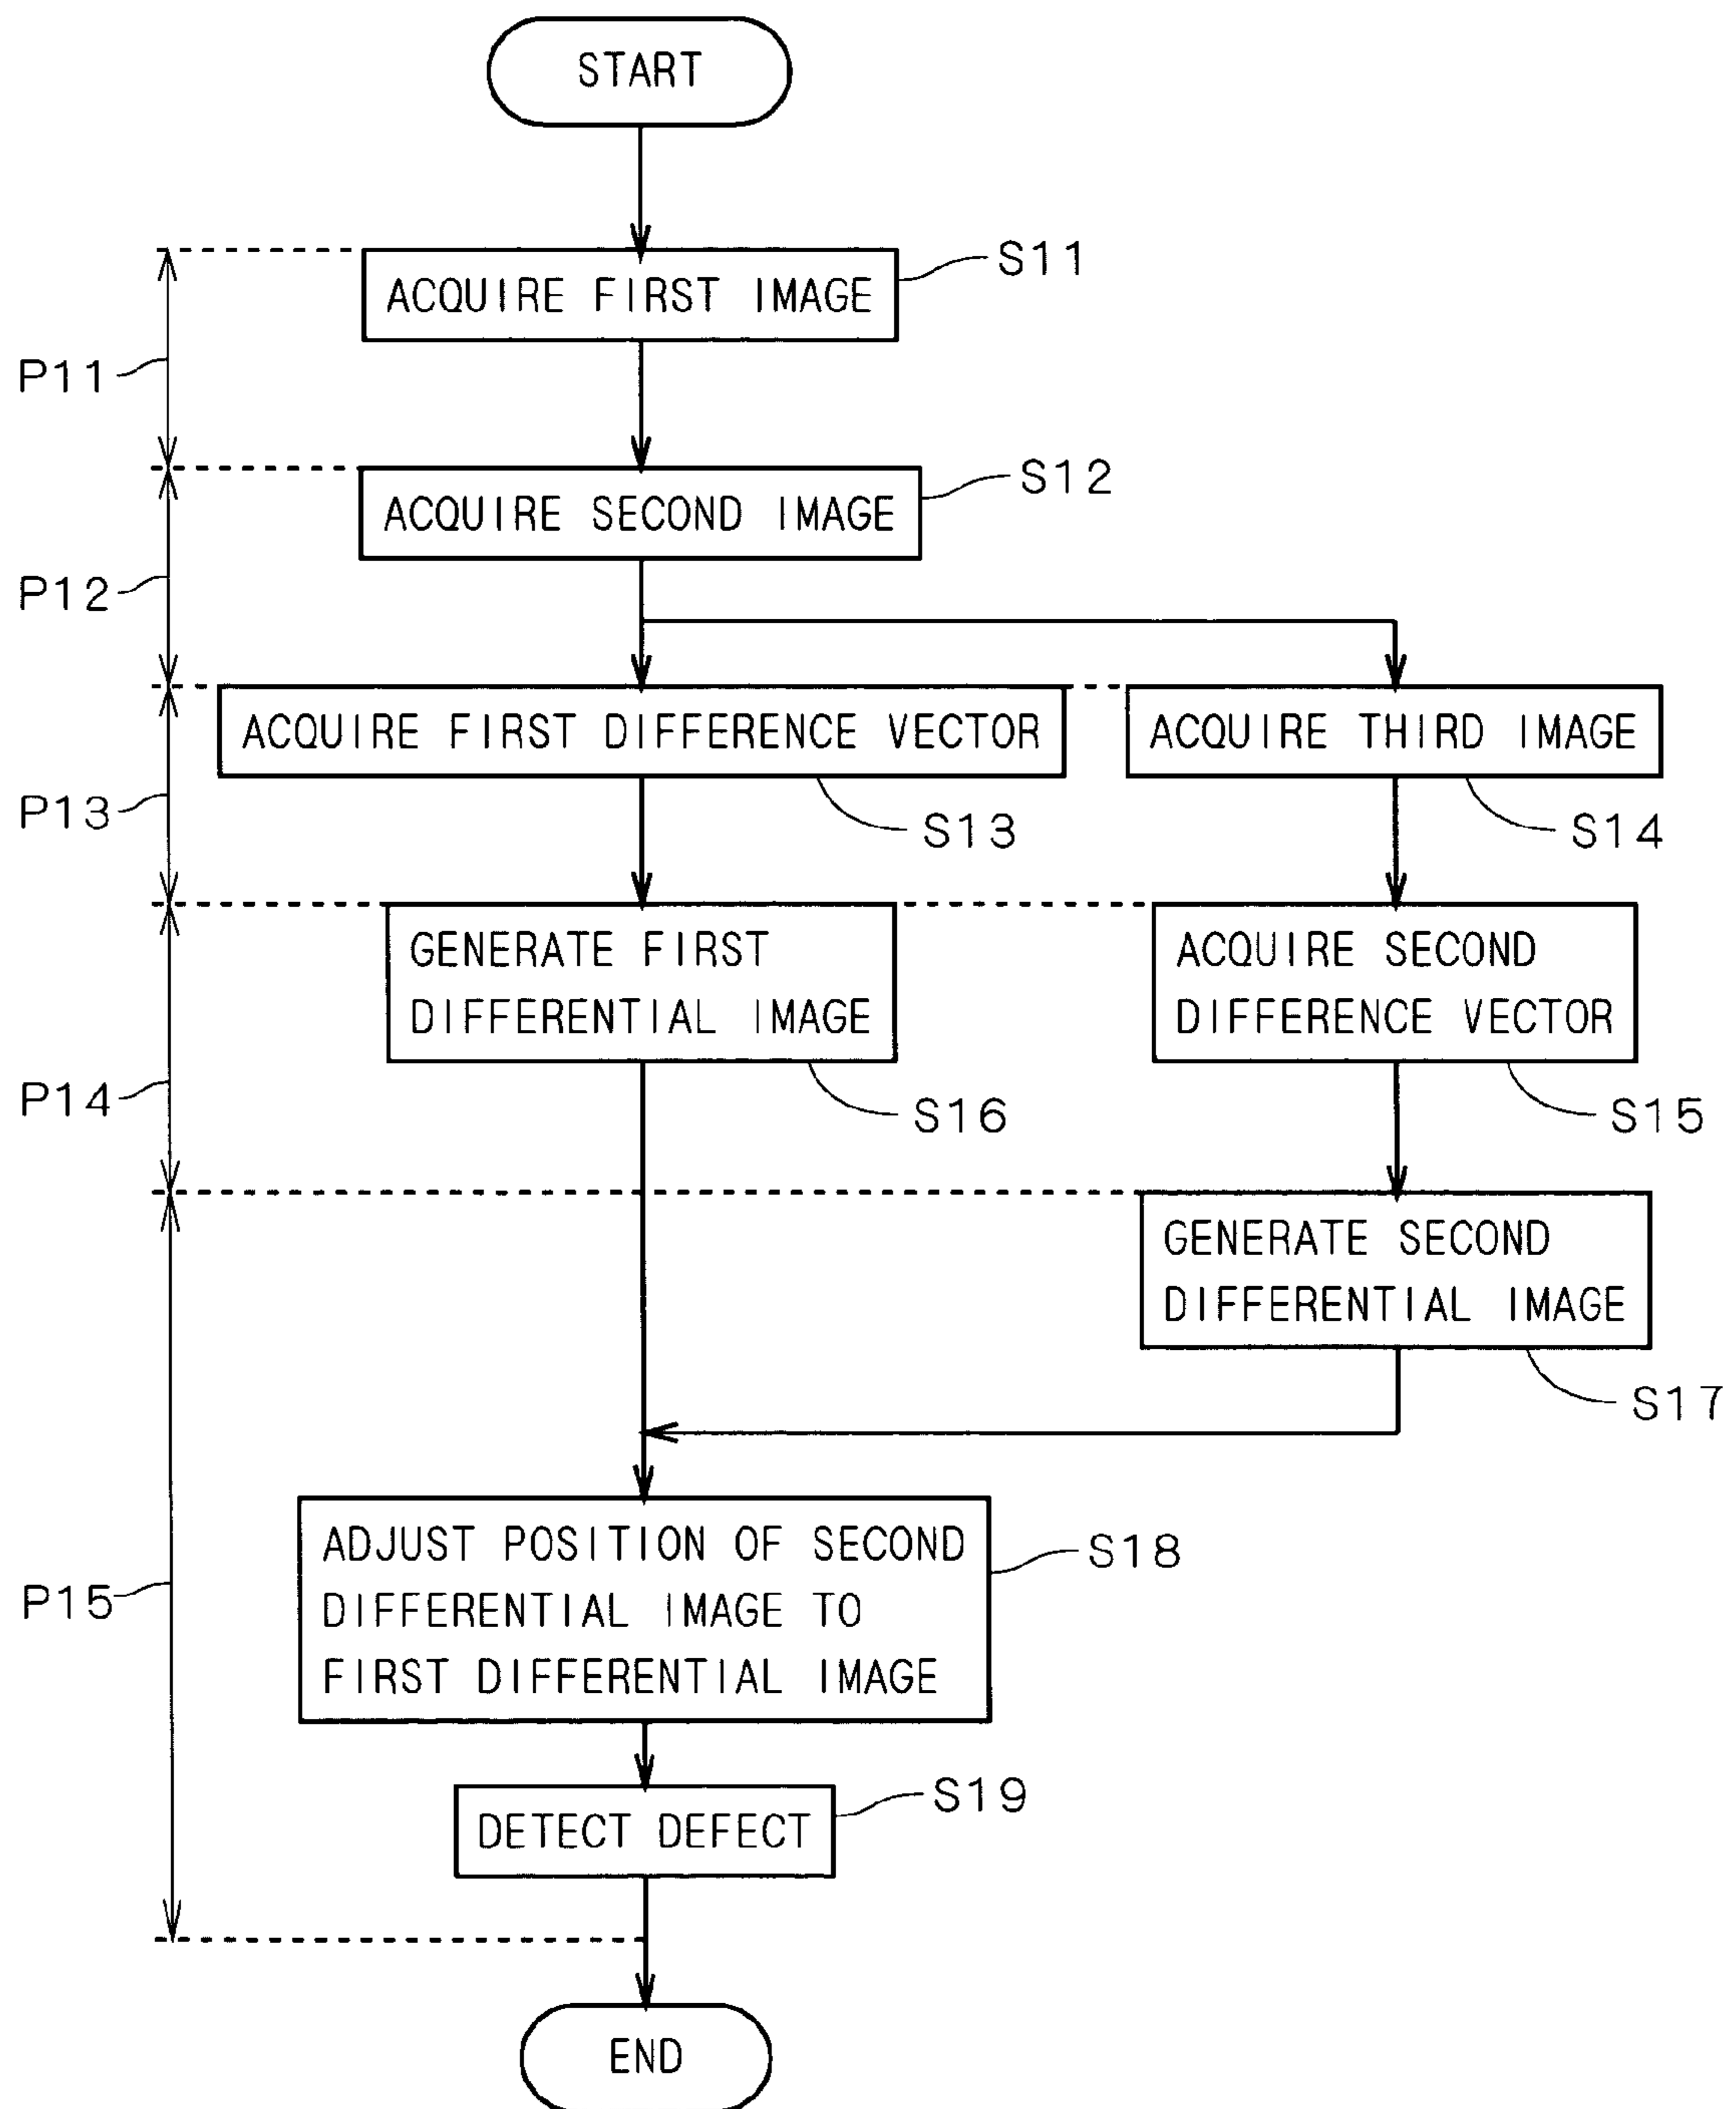 START
ACQUIRE FIRST IMAGE
S11
P11
ACQUIRE SECOND IMAGE
S12
P12
ACQUIRE FIRST DIFFERENCE VECTOR
ACQUIRE THIRD IMAGE
P13
S13
S14
GENERATE FIRST
DIFFERENTIAL IMAGE
ACQUIRE SECOND
DIFFERENCE VECTOR
P14
S16
S15
GENERATE SECOND
DIFFERENTIAL IMAGE
S17
ADJUST POSITION OF SECOND
DIFFERENTIAL IMAGE TO
FIRST DIFFERENTIAL IMAGE
S18
P15
DETECT DEFECT
S19
END